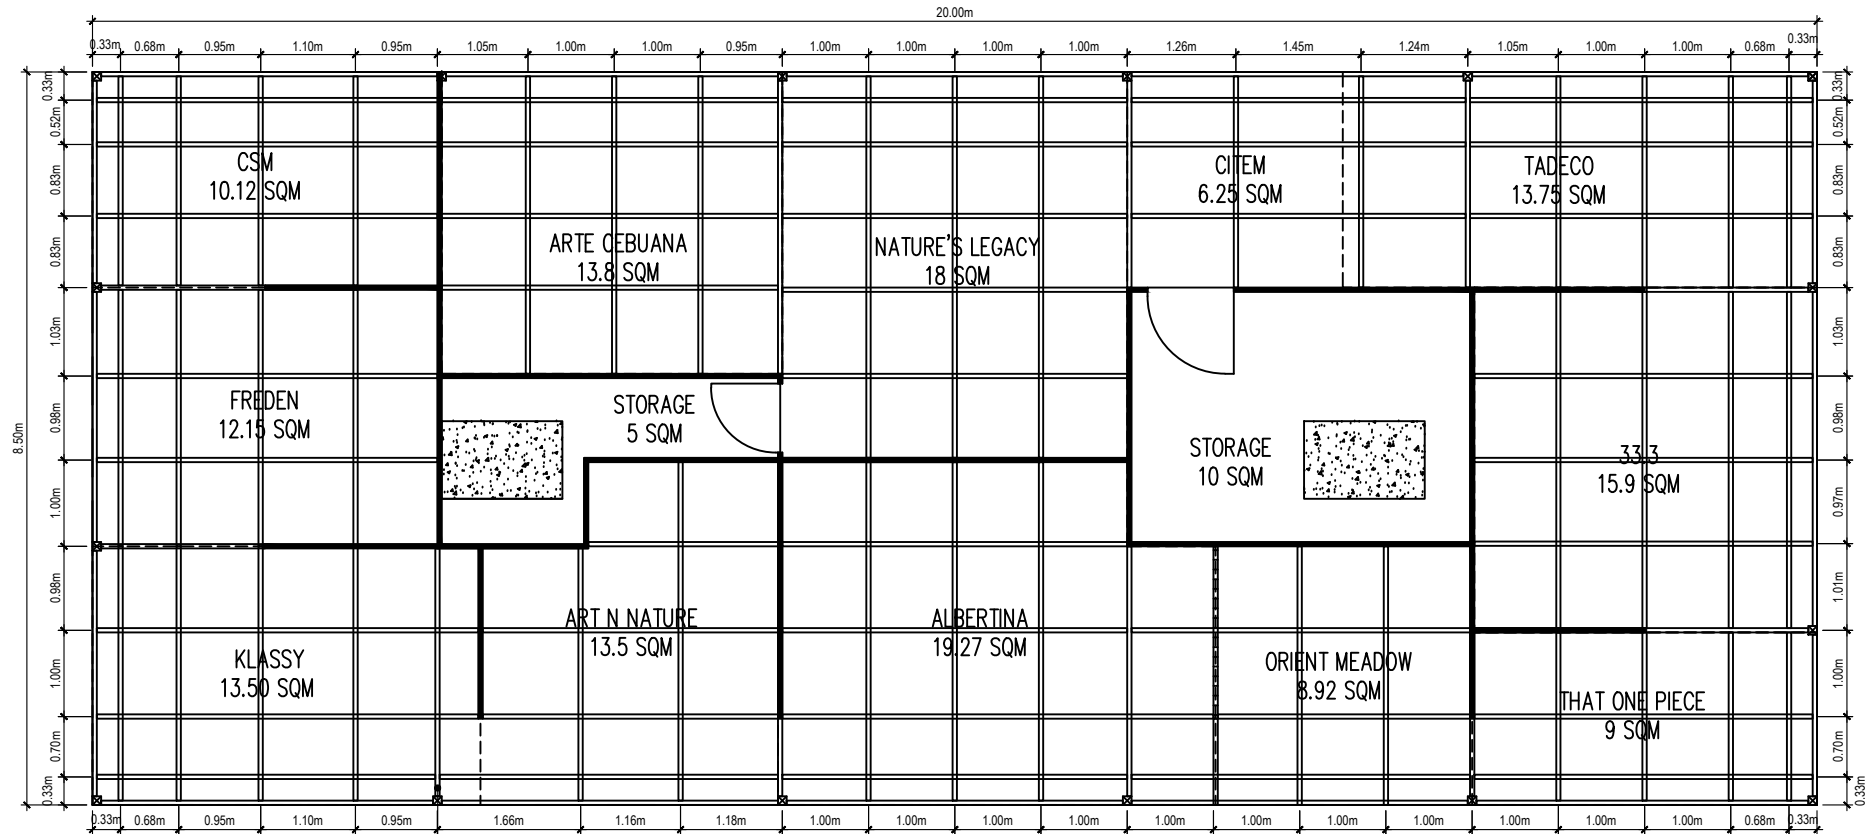 20.00m
0.33m 0.68m 0.95m 1.10m 0.95m 1.05m 1.00m 1.00m 0.95m 1.00m 1.00m 1.00m 1.00m 1.26m 1.45m 1.24m 1.05m 1.00m 1.00m 0.68m 0.33m
8.50m
0.33m
0.52m
0.83m
0.83m
1.03m
0.98m
1.00m
0.98m
1.00m
0.70m
0.33m
CSM
10.12 SQM
ARTE CEBUANA
13.8 SQM
NATURE'S LEGACY
18 SQM
CITEM
6.25 SQM
TADECO
13.75 SQM
FREDEN
12.15 SQM
STORAGE
5 SQM
STORAGE
10 SQM
33.3
15.9 SQM
KLASSY
13.50 SQM
ART N NATURE
13.5 SQM
ALBERTINA
19.27 SQM
ORIENT MEADOW
8.92 SQM
THAT ONE PIECE
9 SQM
0.33m
0.52m
0.83m
0.83m
1.03m
0.98m
0.97m
1.01m
1.00m
0.70m
0.33m
0.33m 0.68m 0.95m 1.10m 0.95m 1.66m 1.16m 1.18m 1.00m 1.00m 1.00m 1.00m 1.00m 1.00m 1.00m 1.00m 1.00m 1.00m 0.68m 0.33m